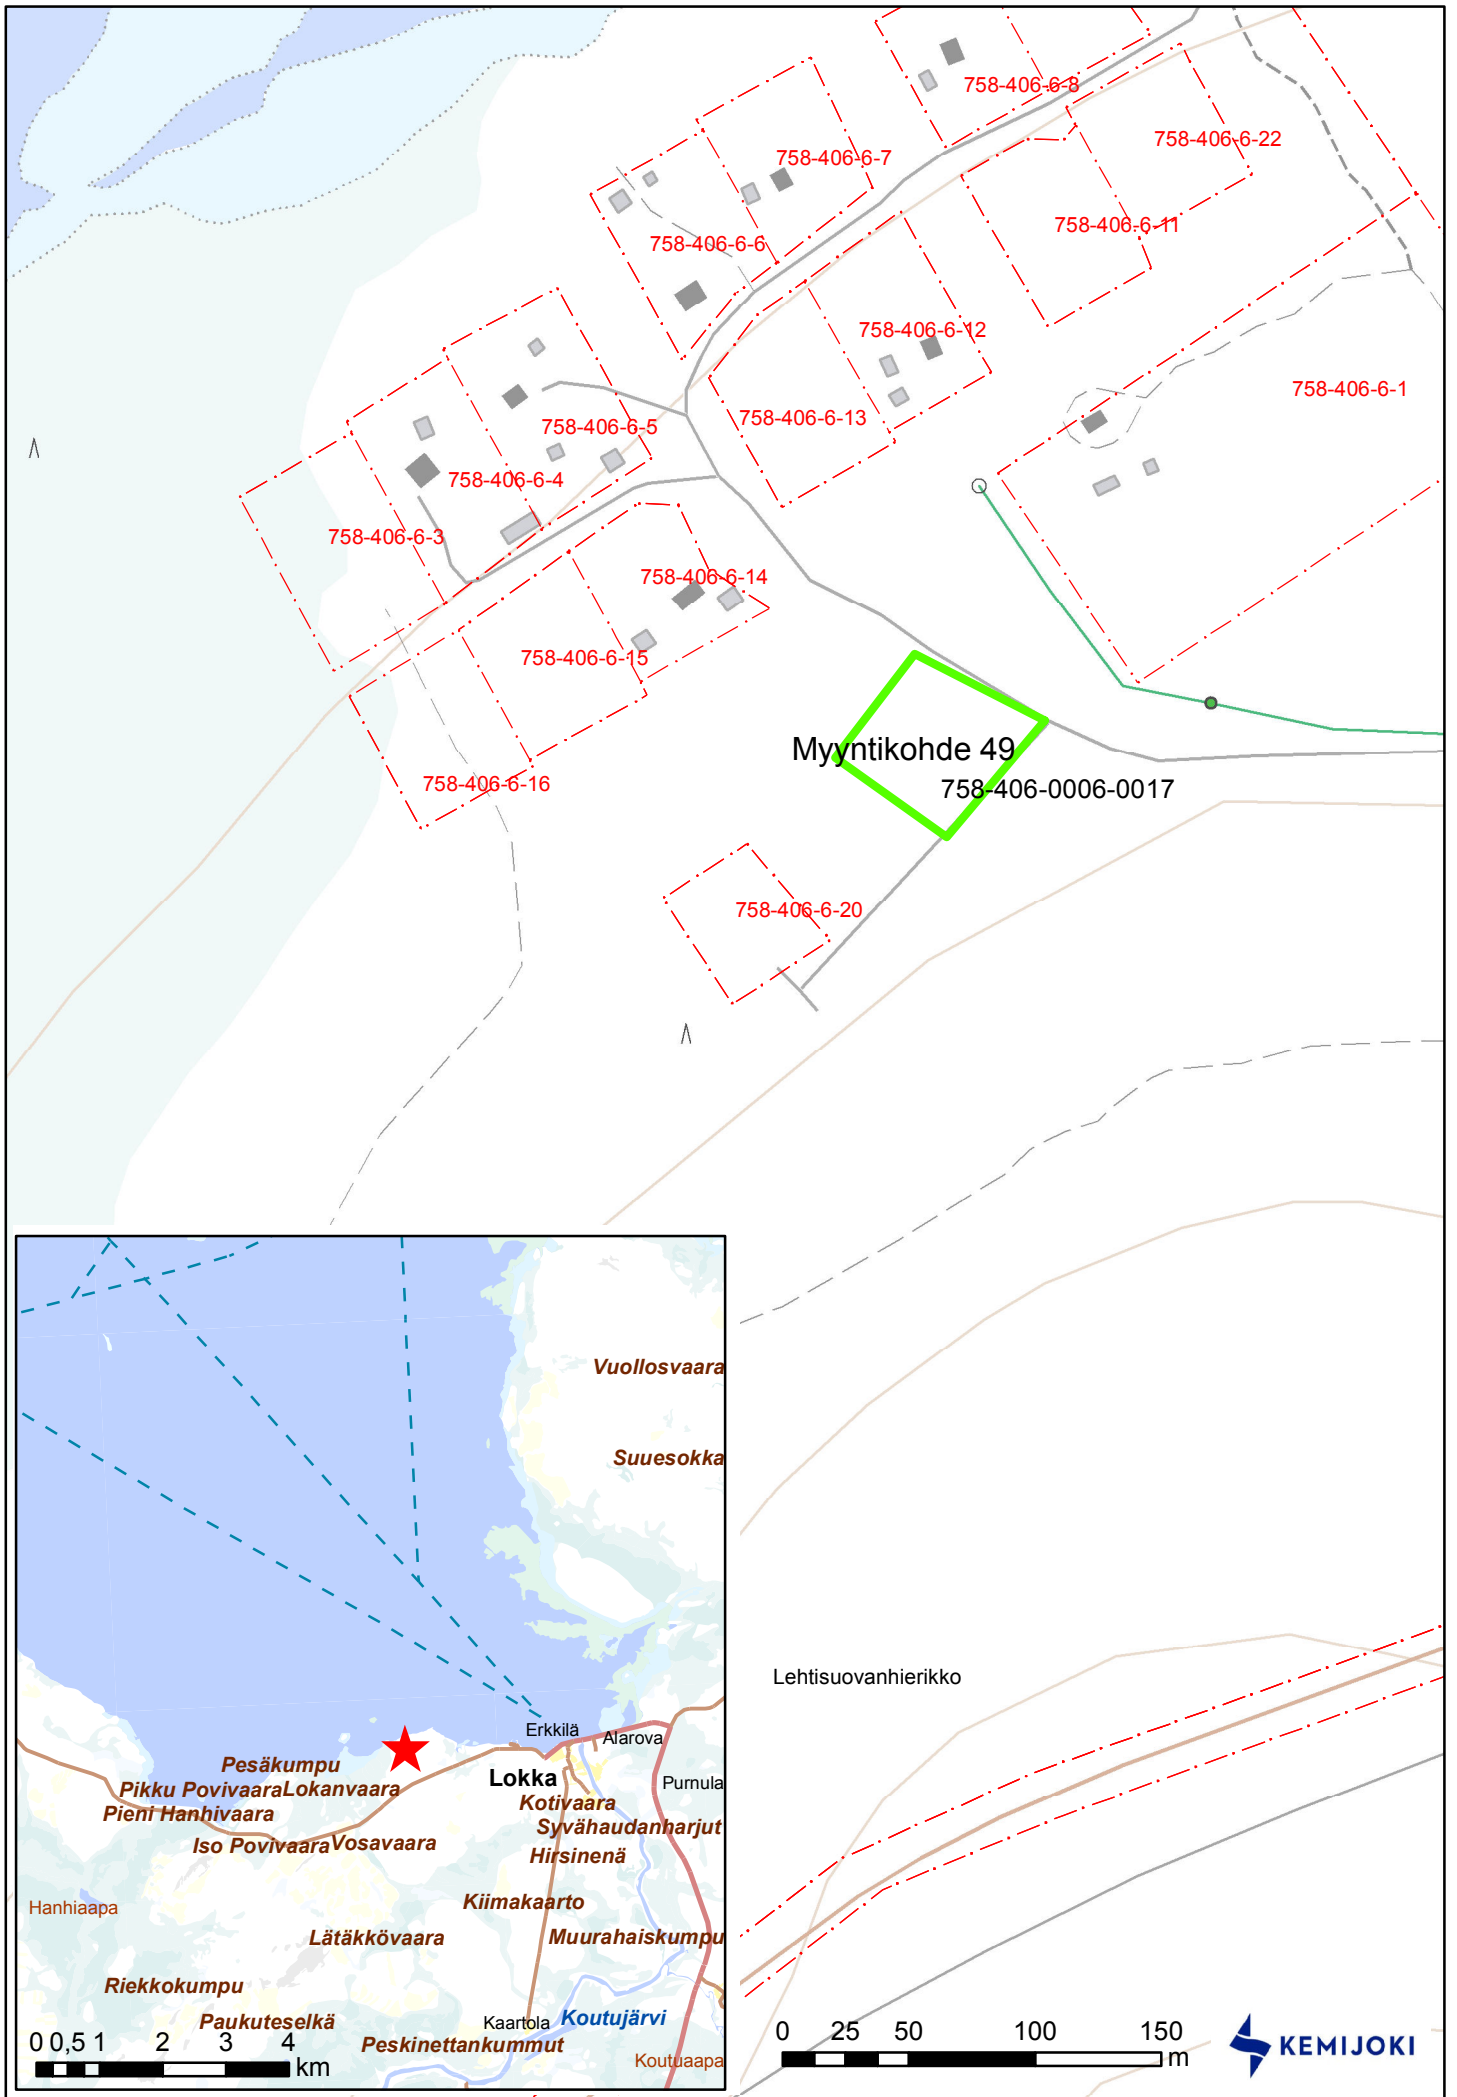 758-406-6-8
758-406-6-22
758-406-6-7
758-406-6-11
758-406-6-6
758-406-6-12
758-406-6-1
758-406-6-13
758-406-6-5
758-406-6-4
758-406-6-3
758-406-6-14
758-406-6-15
Myyntikohde 49
758-406-6-16
758-406-0006-0017
758-406-6-20
Lehtisuovanhierikko
Vuollosvaara
Suuesokka
Erkkilä
Alarova
Pesäkumpu
Lokka
Purnula
Pikku Povivaara
Lokanvaara
Pieni Hanhivaara
Kotivaara
Syvähaudanharjut
Iso Povivaara
Vosavaara
Hirsinenä
Kiimakaarto
Hanhiaapa
Lätäkkövaara
Muurahaiskumpu
Riekkokumpu
Paukuteselkä
Kaartola
Koutujärvi
Peskinettankummut
Koutuaapa
0 0,5 1 2 3 4
km
0 25 50 100 150
m
KEMIJOKI